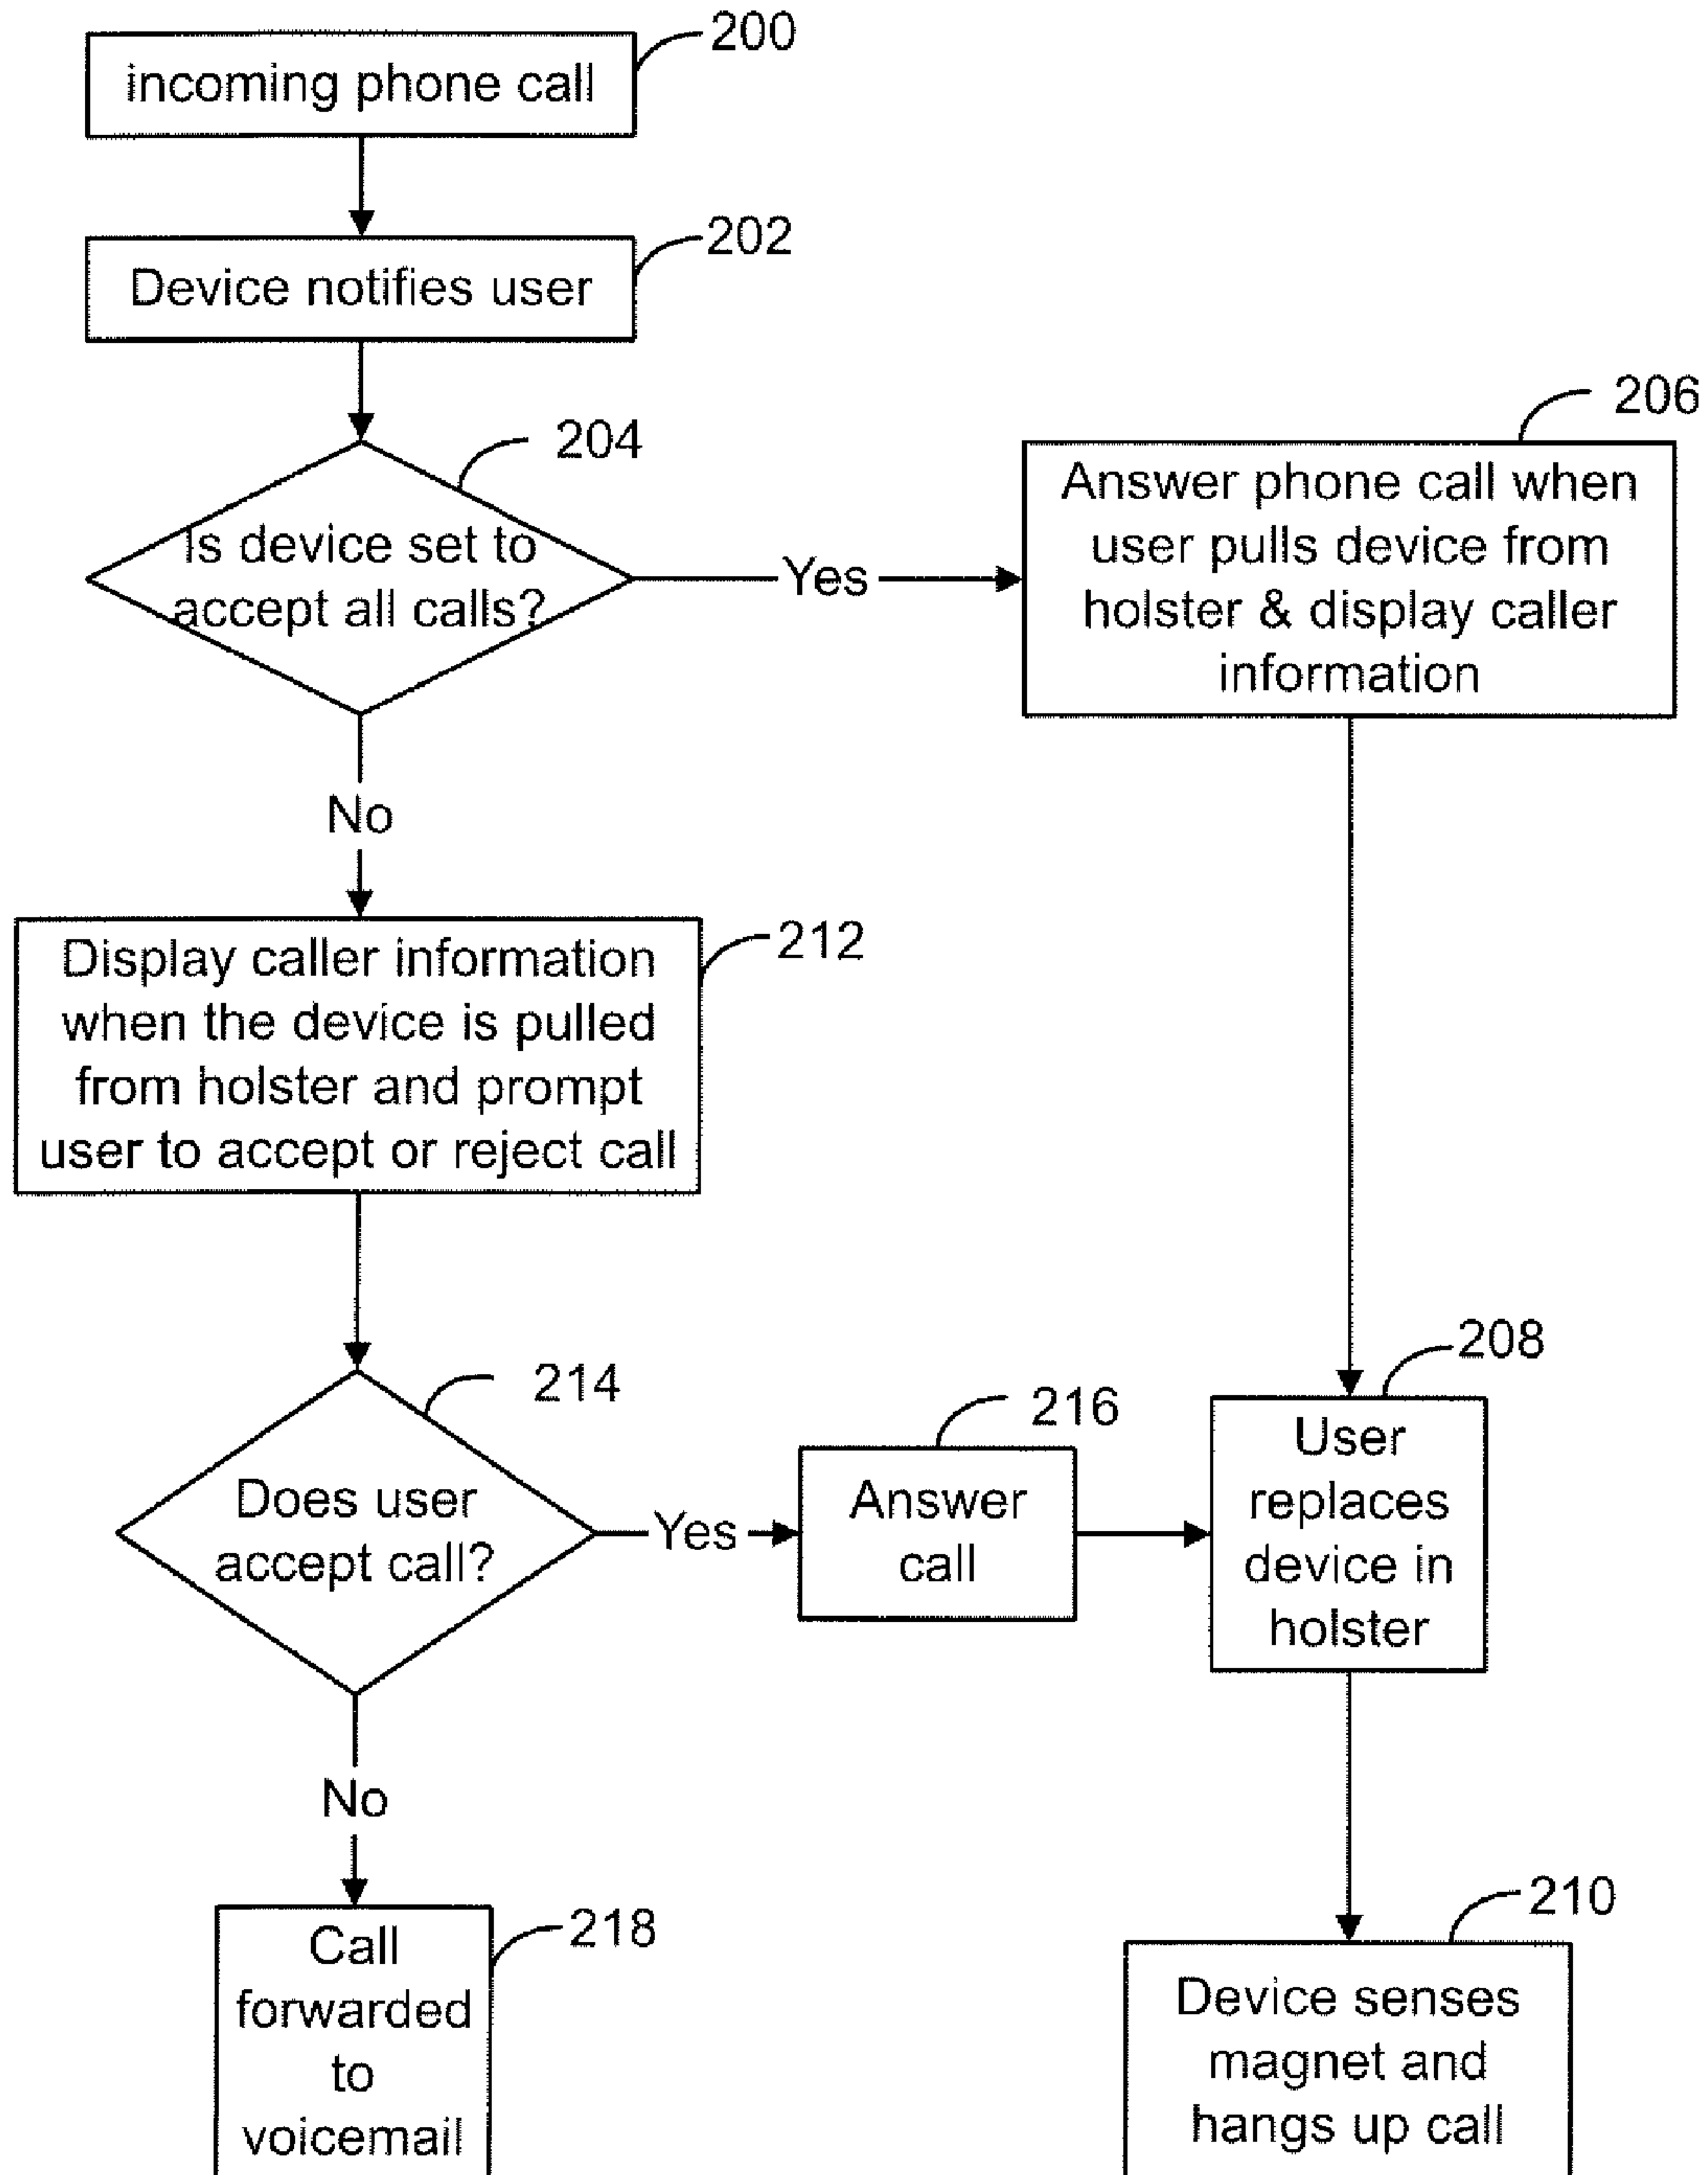 200
incoming phone call
202
Device notifies user
204
Is device set to
accept all calls?
Yes
206
Answer phone call when
user pulls device from
holster & display caller
information
No
212
Display caller information
when the device is pulled
from holster and prompt
user to accept or reject call
214
Does user
accept call?
Yes
216
Answer
call
208
User
replaces
device in
holster
No
218
Call
forwarded
to
voicemail
210
Device senses
magnet and
hangs up call